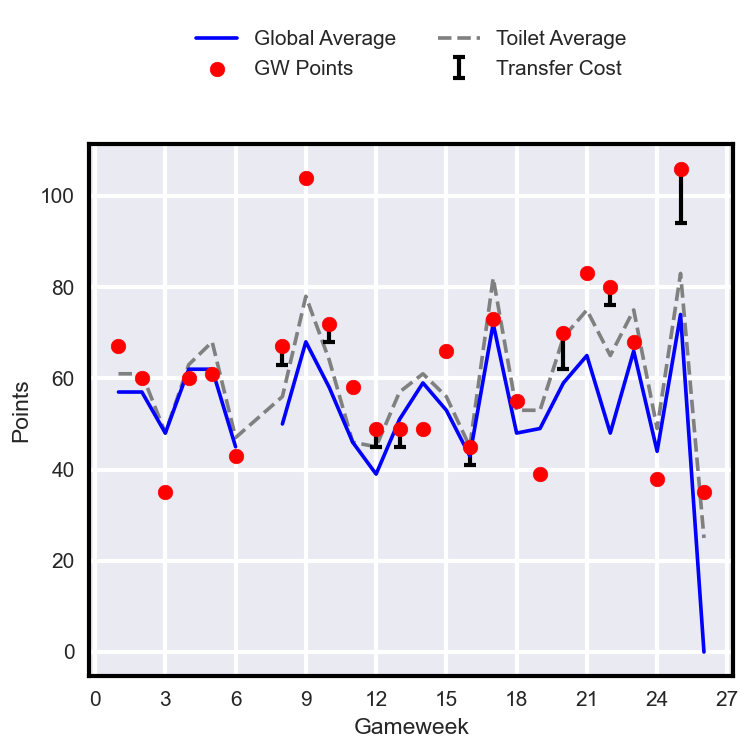 Global Average
Toilet Average
GW Points
Transfer Cost
100
80
60
40
20
0
Points
0 3 6 9 12 15 18 21 24 27
Gameweek